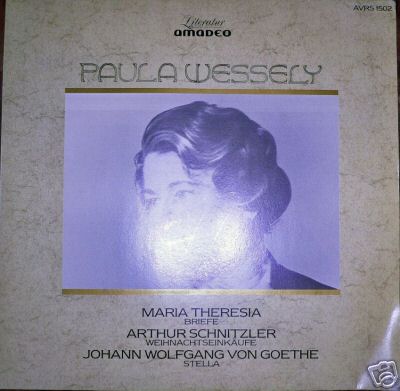 AVRS 1502
Literatur
AMADEO
PAULA WESSELY
MARIA THERESIA
BRIEFE
ARTHUR SCHNITZLER
WEIHNACHTSEINKÄUFE
JOHANN WOLFGANG VON GOETHE
STELLA